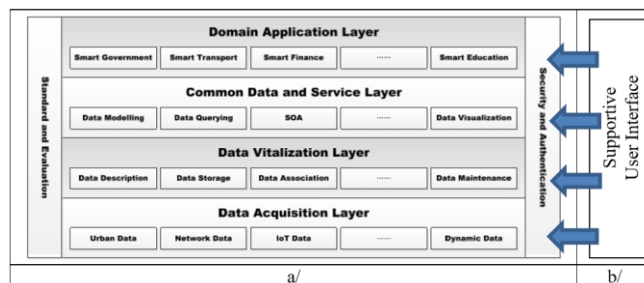 Standard and Evaluation
Domain Application Layer
Smart Government Smart Transport Smart Finance ...... Smart Education
Common Data and Service Layer
Data Modelling Data Querying SOA ...... Data Visualization
Data Vitalization Layer
Data Description Data Storage Data Association ...... Data Maintenance
Data Acquisition Layer
Urban Data Network Data IoT Data ...... Dynamic Data
Security and Authentication
Supportive
User Interface
a/ b/